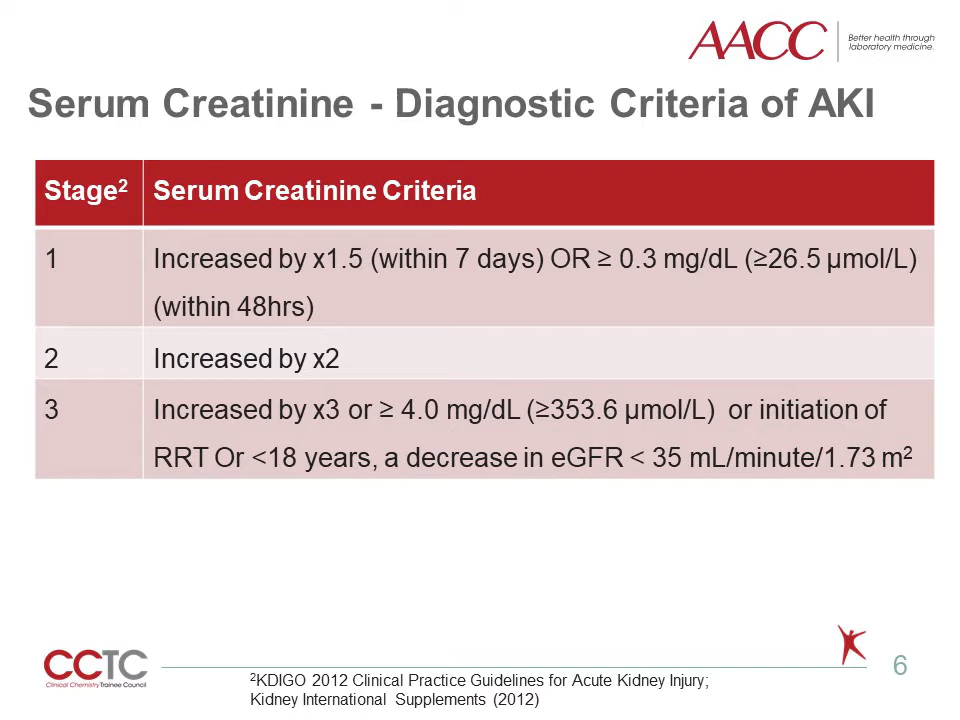 AACC
Better health through
laboratory medicine.
Serum Creatinine - Diagnostic Criteria of AKI
Stage² Serum Creatinine Criteria
1 Increased by x1.5 (within 7 days) OR ≥ 0.3 mg/dL (≥26.5 µmol/L)
(within 48hrs)
2 Increased by x2
3 Increased by x3 or ≥ 4.0 mg/dL (≥353.6 µmol/L) or initiation of
RRT Or <18 years, a decrease in eGFR < 35 mL/minute/1.73 m²
CCTC
Clinical Chemistry Trainee Council
6
²KDIGO 2012 Clinical Practice Guidelines for Acute Kidney Injury;
Kidney International Supplements (2012)